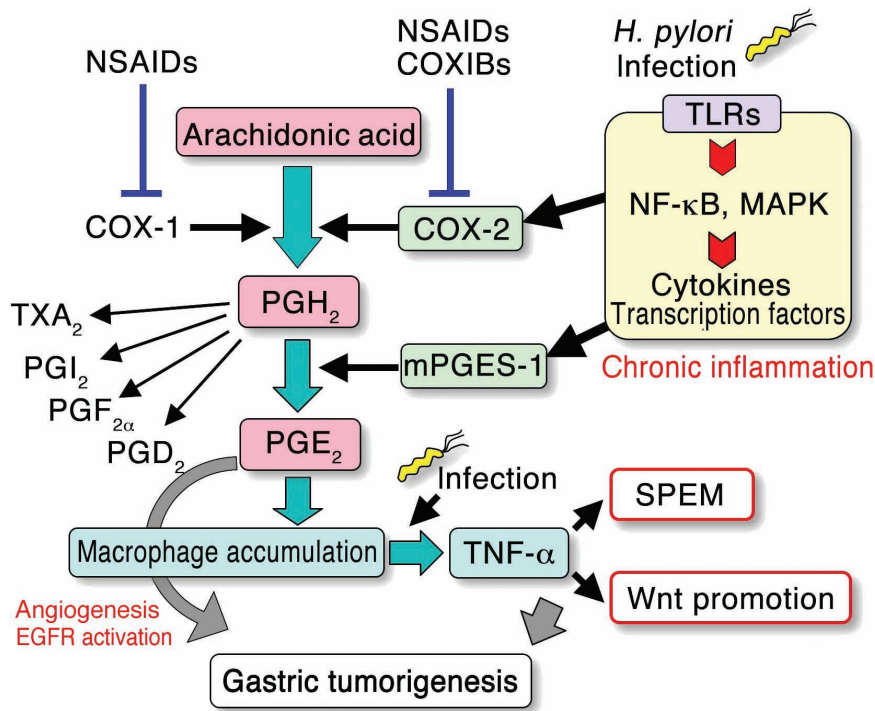 NSAIDs
NSAIDs
COXIBs
H. pylori
Infection
TLRs
Arachidonic acid
NF-κB, MAPK
COX-1
COX-2
Cytokines
Transcription factors
PGH₂
TXA₂
Chronic inflammation
mPGES-1
PGI₂
PGF₂α
PGD₂
PGE₂
Infection
SPEM
Macrophage accumulation
TNF-α
Wnt promotion
Angiogenesis
EGFR activation
Gastric tumorigenesis